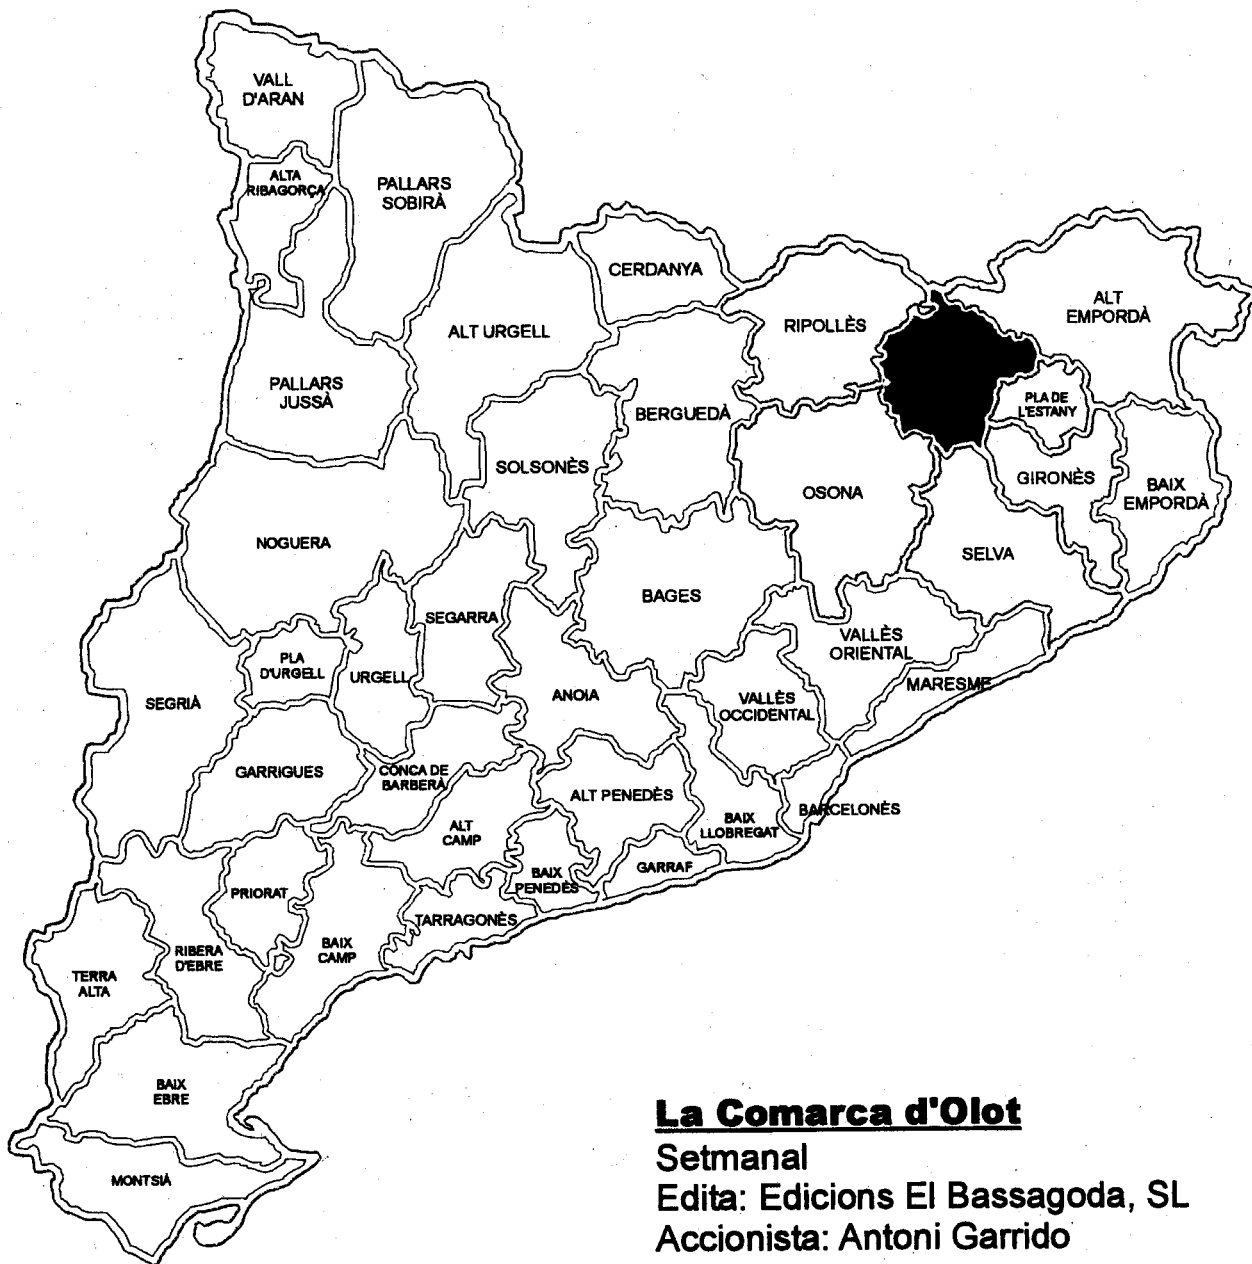 VALL
D'ARAN
ALTA
RIBAGORÇA
PALLARS
SOBIRÀ
CERDANYA
ALT URGELL
RIPOLLÈS
ALT
EMPORDÀ
PALLARS
JUSSÀ
BERGUEDÀ
PLA DE
L'ESTANY
SOLSONÈS
OSONA
GIRONÈS
BAIX
EMPORDÀ
NOGUERA
SELVA
BAGES
SEGARRA
VALLÈS
ORIENTAL
PLA
D'URGELL
URGELL
SEGRIÀ
ANOIA
VALLÈS
OCCIDENTAL
MARESME
GARRIGUES
CONCA DE
BARBERÀ
ALT PENEDÈS
BARCELONÈS
ALT
CAMP
BAIX
LLOBREGAT
GARRAF
BAIX
PENEDÈS
PRIORAT
TARRAGONÈS
BAIX
CAMP
RIBERA
D'EBRE
TERRA
ALTA
BAIX
EBRE
MONTSIÀ
La Comarca d'Olot
Setmanal
Edita: Edicions El Bassagoda, SL
Accionista: Antoni Garrido